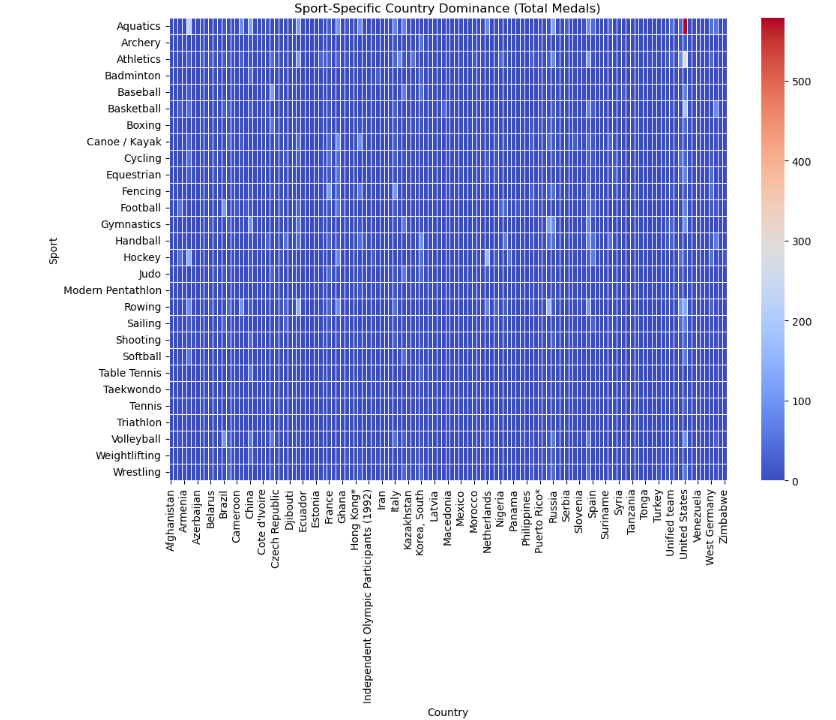 Sport-Specific Country Dominance (Total Medals)
Sport
Aquatics
Archery
Athletics
Badminton
Baseball
Basketball
Boxing
Canoe / Kayak
Cycling
Equestrian
Fencing
Football
Gymnastics
Handball
Hockey
Judo
Modern Pentathlon
Rowing
Sailing
Shooting
Softball
Table Tennis
Taekwondo
Tennis
Triathlon
Volleyball
Weightlifting
Wrestling
Afghanistan
Armenia
Azerbaijan
Belarus
Brazil
Cameroon
China
Cote d'Ivoire
Czech Republic
Djibouti
Ecuador
Estonia
France
Ghana
Hong Kong*
Independent Olympic Participants (1992)
Iran
Italy
Kazakhstan
Korea, South
Latvia
Macedonia
Mexico
Morocco
Netherlands
Nigeria
Panama
Philippines
Puerto Rico*
Russia
Serbia
Slovenia
Spain
Suriname
Syria
Tanzania
Tonga
Turkey
Unified team
United States
Venezuela
West Germany
Zimbabwe
Country
500
400
300
200
100
0